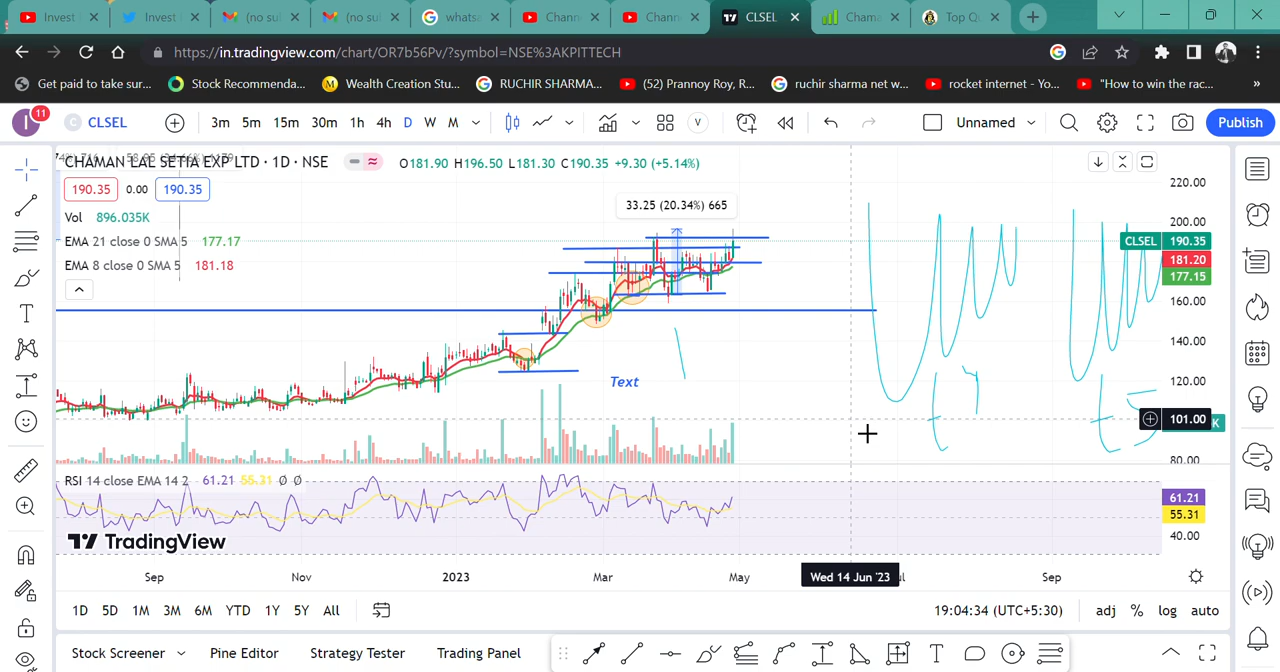 Invest
Invest
(no su
(no su
whats
Chann
Chann
CLSEL
Cham
Top Q
https://in.tradingview.com/chart/OR7b56Pv/?symbol=NSE%3AKPITTECH
Get paid to take sur...
Stock Recommenda...
Wealth Creation Stu...
RUCHIR SHARMA...
(52) Prannoy Roy, R...
ruchir sharma net w...
rocket internet - Yo...
"How to win the rac...
»
I 11 CLSEL 3m 5m 15m 30m 1h 4h D W M Unnamed Publish
CHAMAN LAL SETIA EXP LTD · 1D · NSE O181.90 H196.50 L181.30 C190.35 +9.30 (+5.14%)
190.35 0.00 190.35
Vol 896.035K
EMA 21 close 0 SMA 5 177.17
EMA 8 close 0 SMA 5 181.18
33.25 (20.34%) 665
Text
220.00
200.00
CLSEL 190.35
181.20
177.15
160.00
140.00
120.00
101.00 K
80.00
RSI 14 close EMA 14 2 61.21 55.31 Ø Ø
61.21
55.31
40.00
TradingView
Sep Nov 2023 Mar May Wed 14 Jun '23 Sep
1D 5D 1M 3M 6M YTD 1Y 5Y All 19:04:34 (UTC+5:30) adj % log auto
Stock Screener Pine Editor Strategy Tester Trading Panel